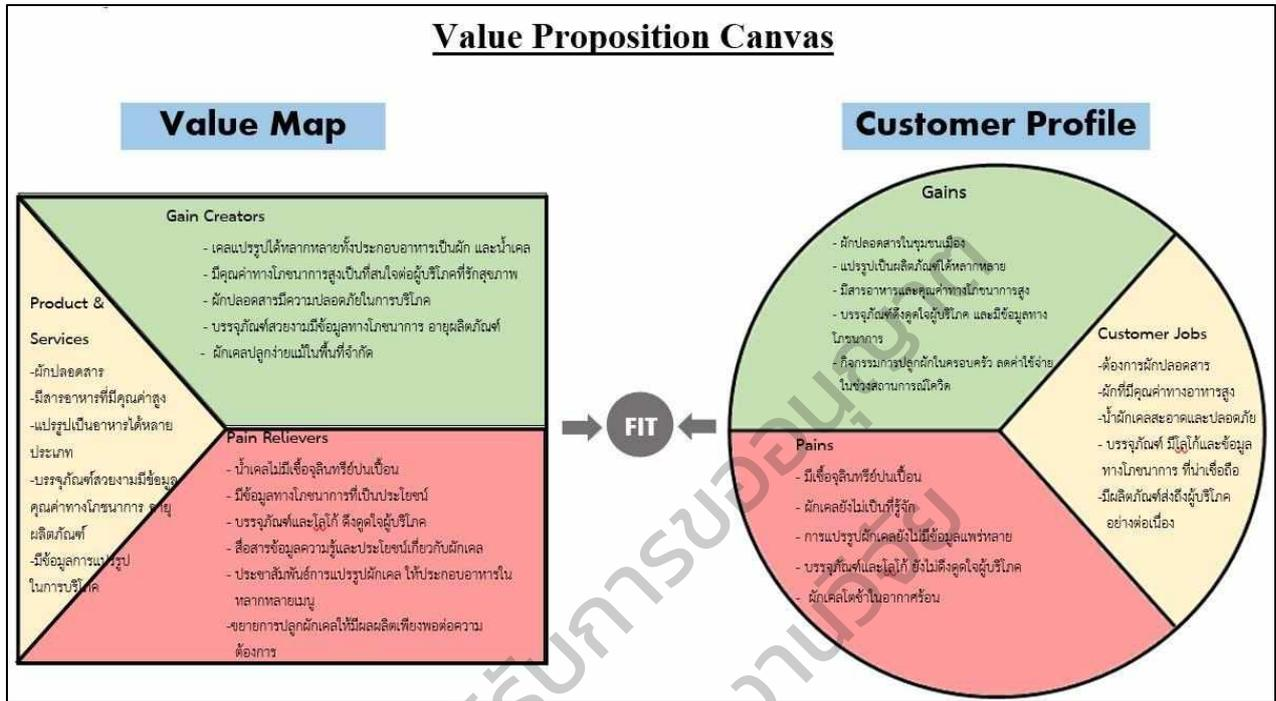 Value Proposition Canvas
Value Map
Gain Creators
- เคลแปรรูปได้หลากหลายทั้งประกอบอาหารเป็นผัก และน้ำเคล
- มีคุณค่าทางโภชนาการสูงเป็นที่สนใจต่อผู้บริโภคที่รักสุขภาพ
- ผักปลอดสารมีความปลอดภัยในการบริโภค
- บรรจุภัณฑ์สวยงามมีข้อมูลทางโภชนาการ อายุผลิตภัณฑ์
- ผักเคลปลูกง่ายแม้ในพื้นที่จำกัด
Product &
Services
-ผักปลอดสาร
-มีสารอาหารที่มีคุณค่าสูง
-แปรรูปเป็นอาหารได้หลาย
ประเภท
-บรรจุภัณฑ์สวยงามมีข้อมูล
คุณค่าทางโภชนาการ อายุ
ผลิตภัณฑ์
-มีข้อมูลการแปรรูป
ในการบริโภค
Pain Relievers
- น้ำเคลไม่มีเชื้อจุลินทรีย์ปนเปื้อน
- มีข้อมูลทางโภชนาการที่เป็นประโยชน์
- บรรจุภัณฑ์และโลโก้ ดึงดูดใจผู้บริโภค
- สื่อสารข้อมูลความรู้และประโยชน์เกี่ยวกับผักเคล
- ประชาสัมพันธ์การแปรรูปผักเคล ให้ประกอบอาหารใน
หลากหลายเมนู
-ขยายการปลูกผักเคลให้มีผลผลิตเพียงพอต่อความ
ต้องการ
FIT
Customer Profile
Gains
- ผักปลอดสารในชุมชนเมือง
- แปรรูปเป็นผลิตภัณฑ์ได้หลากหลาย
- มีสารอาหารและคุณค่าทางโภชนาการสูง
- บรรจุภัณฑ์ดึงดูดใจผู้บริโภค และมีข้อมูลทาง
โภชนาการ
- กิจกรรมการปลูกผักในครอบครัว ลดค่าใช้จ่าย
ในช่วงสถานการณ์โควิด
Customer Jobs
-ต้องการผักปลอดสาร
-ผักที่มีคุณค่าทางอาหารสูง
-น้ำผักเคลสะอาดและปลอดภัย
- บรรจุภัณฑ์ มีโลโก้และข้อมูล
ทางโภชนาการ ที่น่าเชื่อถือ
-มีผลิตภัณฑ์ส่งถึงผู้บริโภค
อย่างต่อเนื่อง
Pains
- มีเชื้อจุลินทรีย์ปนเปื้อน
- ผักเคลยังไม่เป็นที่รู้จัก
- การแปรรูปผักเคลยังไม่มีข้อมูลแพร่หลาย
- บรรจุภัณฑ์และโลโก้ ยังไม่ดึงดูดใจผู้บริโภค
- ผักเคลโตช้าในอากาศร้อน